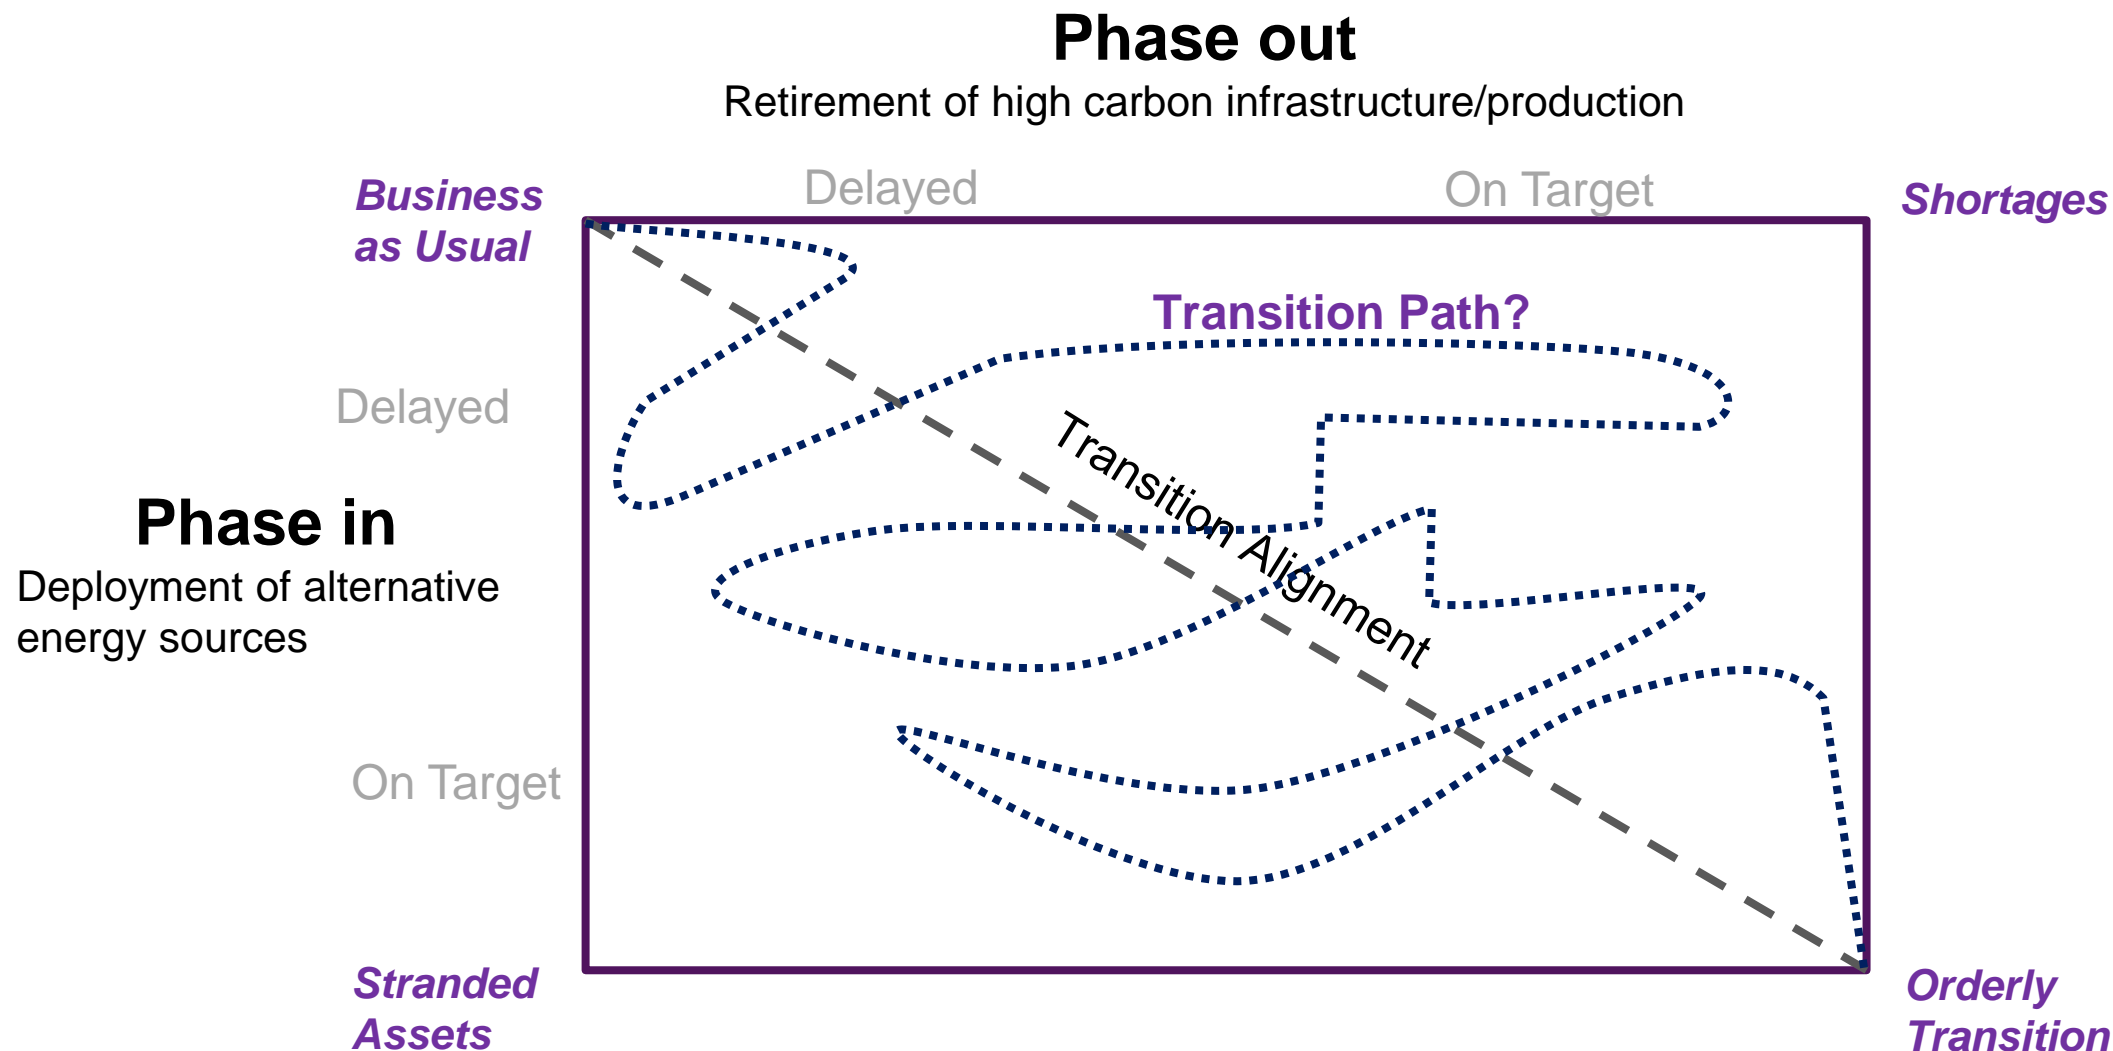 Phase out
Retirement of high carbon infrastructure/production
Delayed
On Target
Business
as Usual
Shortages
Transition Path?
Delayed
Transition Alignment
Phase in
Deployment of alternative
energy sources
On Target
Stranded
Assets
Orderly
Transition